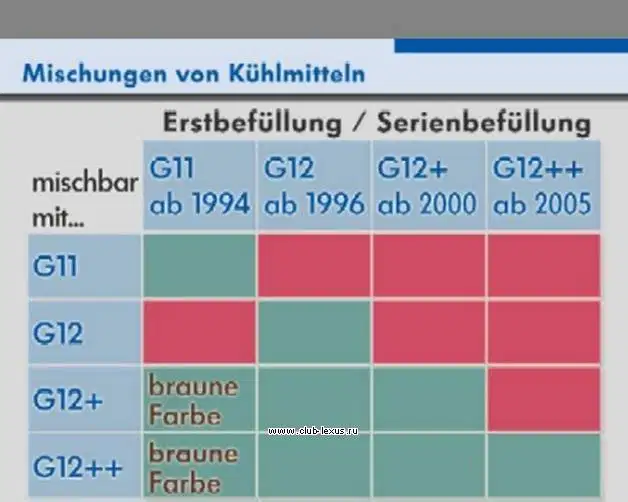 Mischungen von Kühlmitteln
Erstbefüllung / Serienbefüllung
mischbar mit...
G11 ab 1994
G12 ab 1996
G12+ ab 2000
G12++ ab 2005
G11
G12
G12+
braune Farbe
www.club-lexus.ru
G12++
braune Farbe